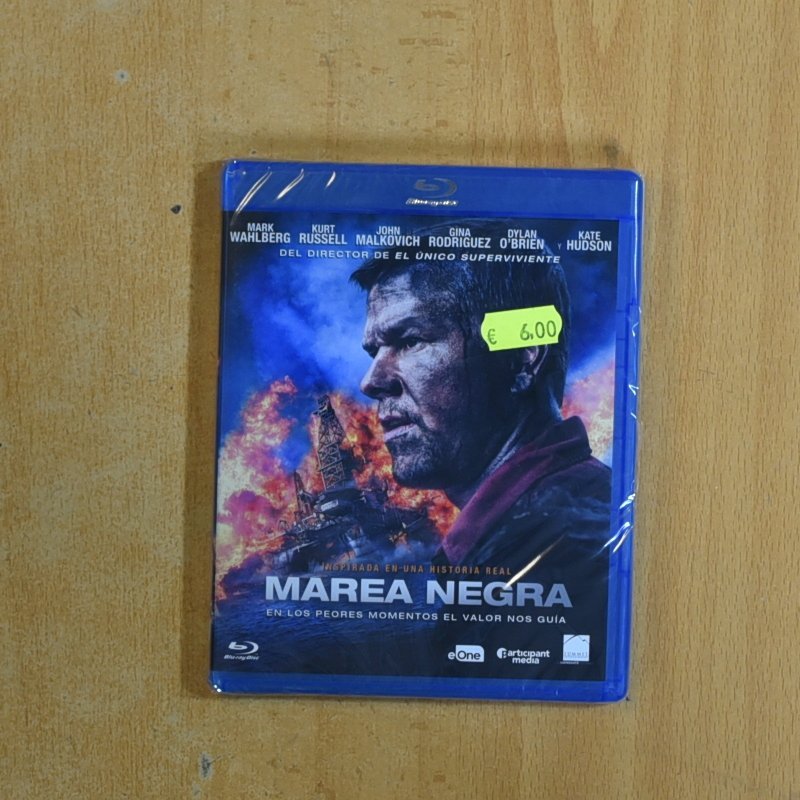 Blu-ray Disc
MARK WAHLBERG KURT RUSSELL JOHN MALKOVICH GINA RODRIGUEZ DYLAN O'BRIEN Y KATE HUDSON
DEL DIRECTOR DE EL ÚNICO SUPERVIVIENTE
€ 6,00
INSPIRADA EN UNA HISTORIA REAL
MAREA NEGRA
EN LOS PEORES MOMENTOS EL VALOR NOS GUÍA
Blu-ray Disc
eOne
Participant media
SUMMIT